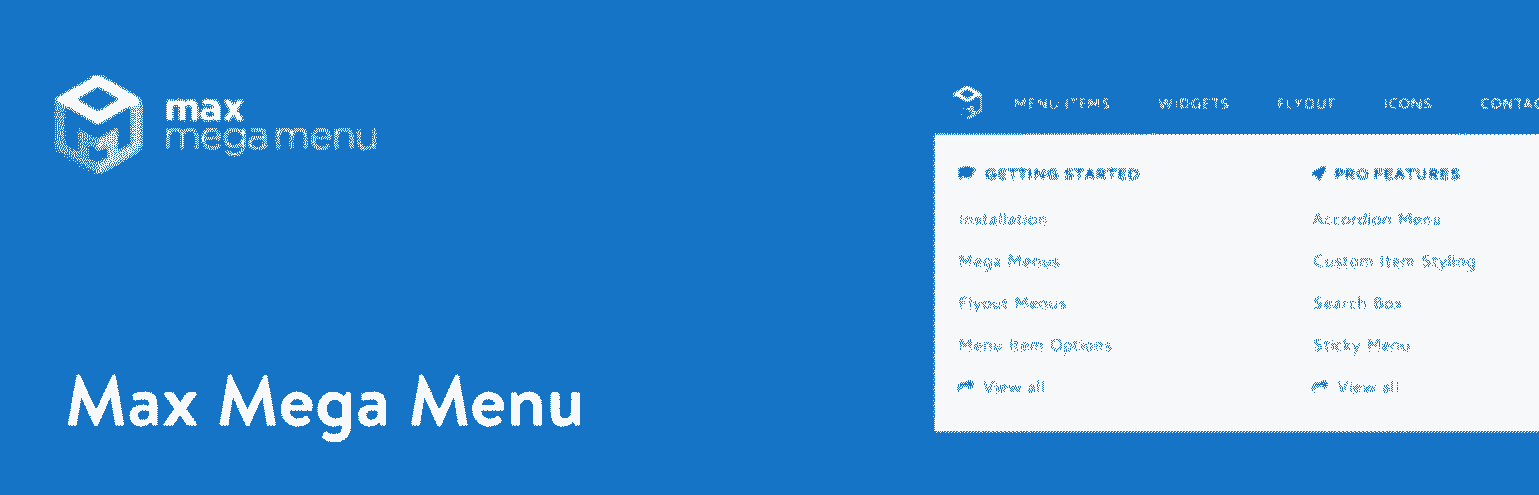 max
mega menu
MENU ITEMS WIDGETS FLYOUT ICONS
GETTING STARTED
Installation
Mega Menus
Flyout Menus
Menu Item Options
View all
PRO FEATURES
Accordion Menu
Custom Item Styling
Search Box
Sticky Menu
View all
Max Mega Menu